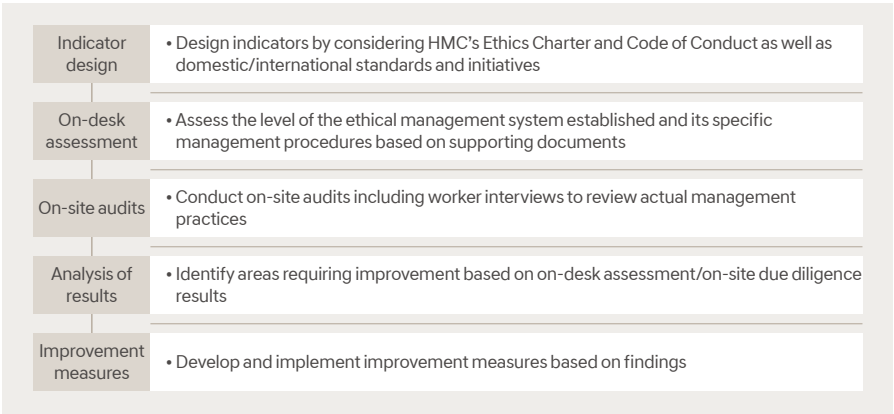 Indicator
design
• Design indicators by considering HMC's Ethics Charter and Code of Conduct as well as
domestic/international standards and initiatives
On-desk
assessment
• Assess the level of the ethical management system established and its specific
management procedures based on supporting documents
On-site audits
• Conduct on-site audits including worker interviews to review actual management
practices
Analysis of
results
• Identify areas requiring improvement based on on-desk assessment/on-site due diligence
results
Improvement
measures
• Develop and implement improvement measures based on findings